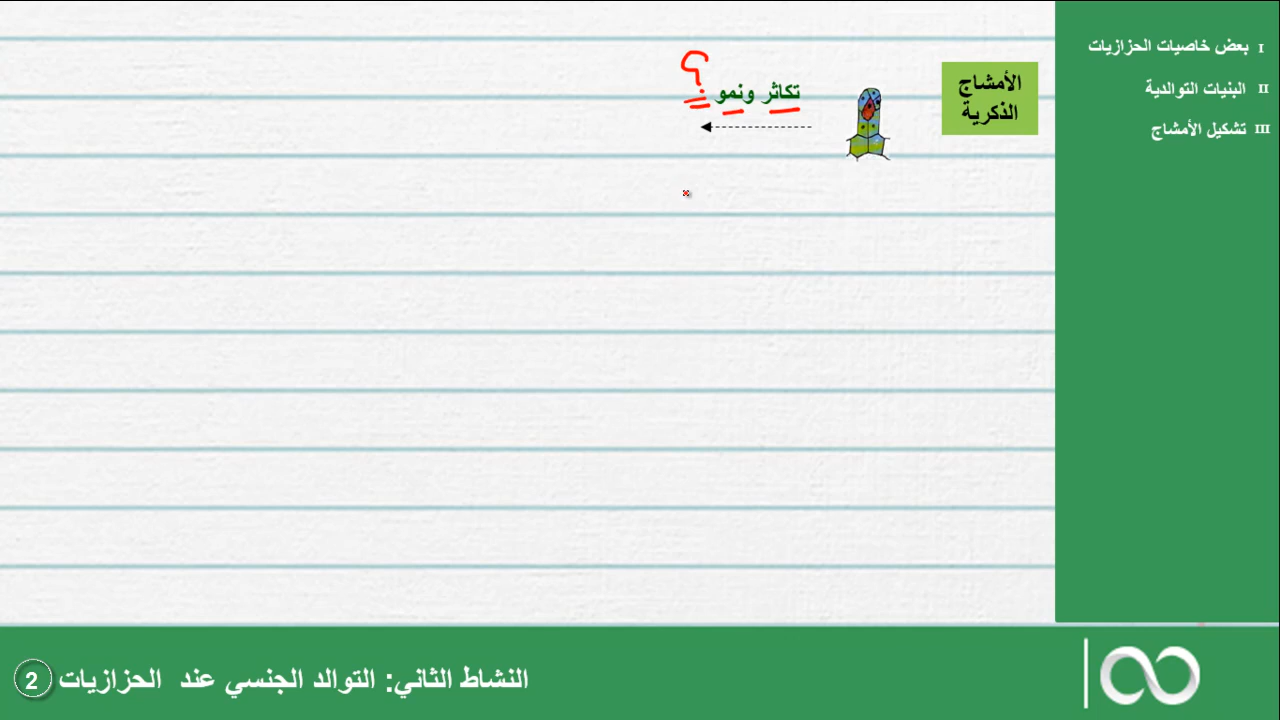 I بعض خاصيات الحزازيات
II البنيات التوالدية
III تشكيل الأمشاج
الأمشاج
الذكرية
تكاثر ونمو ؟
النشاط الثاني: التوالد الجنسي عند الحزازيات 2